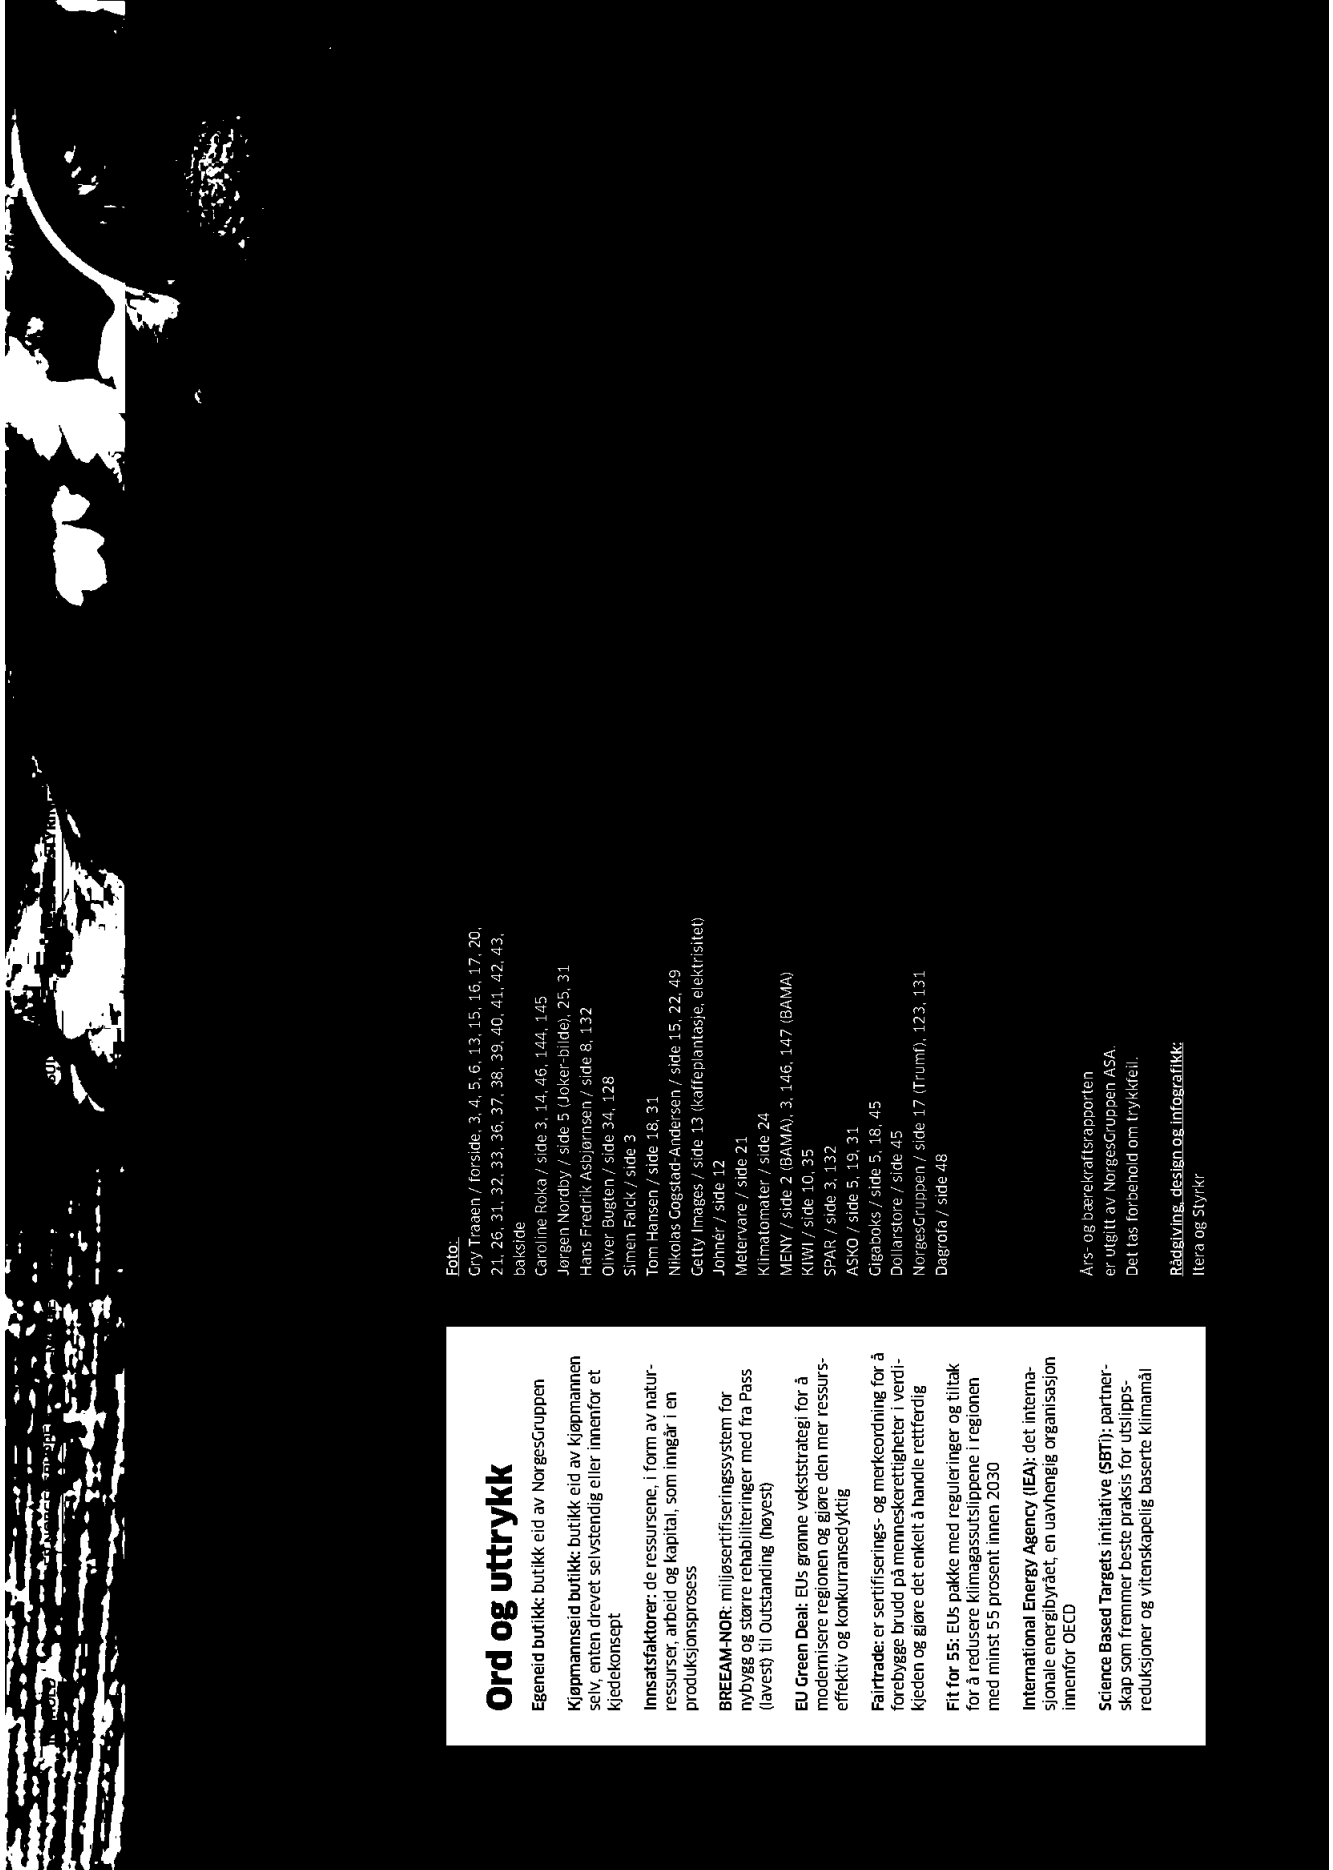 Ord og uttrykk
Egeneid butikk: butikk eid av NorgesGruppen
Kjøpmannseid butikk: butikk eid av kjøpmannen
selv, enten drevet selvstendig eller innenfor et
kjedekonsept
Innsatsfaktorer: de ressursene, i form av natur-
ressurser, arbeid og kapital, som inngår i en
produksjonsprosess
BREEAM-NOR: miljøsertifiseringssystem for
nybygg og større rehabiliteringer med fra Pass
(lavest) til Outstanding (høyest)
EU Green Deal: EUs grønne vekststrategi for å
modernisere regionen og gjøre den mer ressurs-
effektiv og konkurransedyktig
Fairtrade: er sertifiserings- og merkeordning for å
forebygge brudd på menneskerettigheter i verdi-
kjeden og gjøre det enkelt å handle rettferdig
Fit for 55: EUs pakke med reguleringer og tiltak
for å redusere klimagassutslippene i regionen
med minst 55 prosent innen 2030
International Energy Agency (IEA): det interna-
sjonale energibyrået, en uavhengig organisasjon
innenfor OECD
Science Based Targets initiative (SBTi): partner-
skap som fremmer beste praksis for utslipps-
reduksjoner og vitenskapelig baserte klimamål
Foto:
Gry Traaen / forside, 3, 4, 5, 6, 13, 15, 16, 17, 20,
21, 26, 31, 32, 33, 36, 37, 38, 39, 40, 41, 42, 43,
bakside
Caroline Roka / side 3, 14, 46, 144, 145
Jørgen Nordby / side 5 (Joker-bilde), 25, 31
Hans Fredrik Asbjørnsen / side 8, 132
Oliver Bugten / side 34, 128
Simen Falck / side 3
Tom Hansen / side 18, 31
Nikolas Gogstad-Andersen / side 15, 22, 49
Getty Images / side 13 (kaffeplantasje, elektrisitet)
Johnér / side 12
Metervare / side 21
Klimatomater / side 24
MENY / side 2 (BAMA), 3, 146, 147 (BAMA)
KIWI / side 10, 35
SPAR / side 3, 132
ASKO / side 5, 19, 31
Gigaboks / side 5, 18, 45
Dollarstore / side 45
NorgesGruppen / side 17 (Trumf), 123, 131
Dagrofa / side 48
Års- og bærekraftsrapporten
er utgitt av NorgesGruppen ASA.
Det tas forbehold om trykkfeil.
Rådgiving, design og infografikk:
Itera og Styrkr